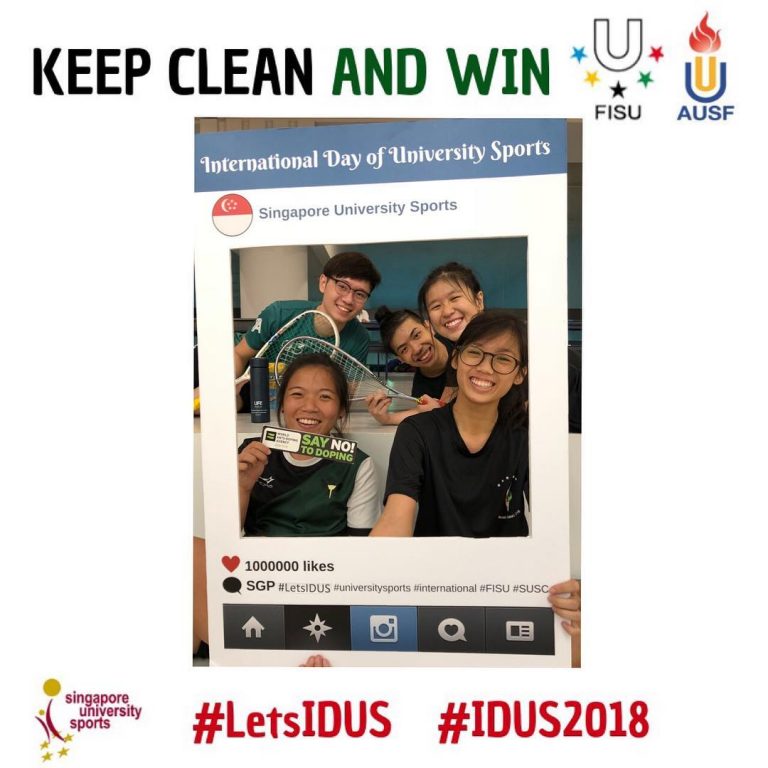 KEEP CLEAN AND WIN
U
FISU
U
AUSF
International Day of University Sports
Singapore University Sports
SAY NO!
TO DOPING
1000000 likes
SGP #LetsIDUS #universitysports #international #FISU #SUSC
singapore
university
sports
#LetsIDUS #IDUS2018